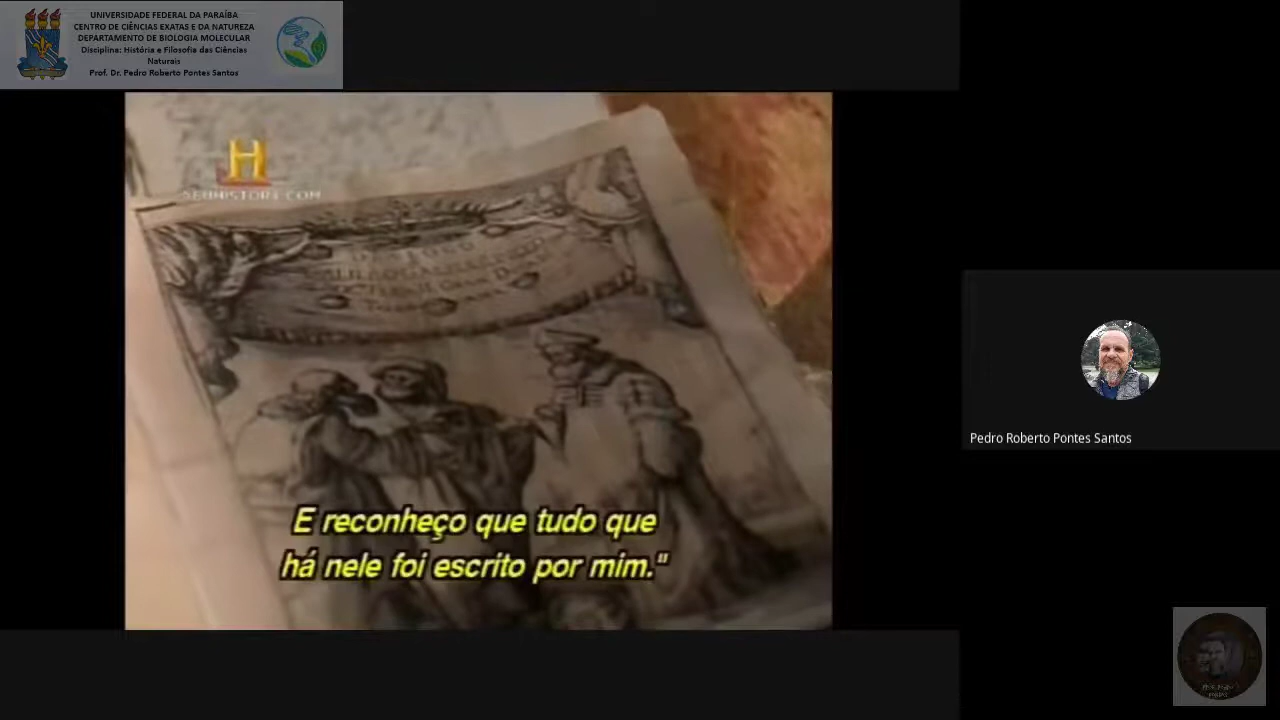 UNIVERSIDADE FEDERAL DA PARAÍBA
CENTRO DE CIÊNCIAS EXATAS E DA NATUREZA
DEPARTAMENTO DE BIOLOGIA MOLECULAR
Disciplina: História e Filosofia das Ciências
Naturais
Prof. Dr. Pedro Roberto Pontes Santos
H
SEUHISTORY.COM
E reconheço que tudo que
há nele foi escrito por mim."
Pedro Roberto Pontes Santos